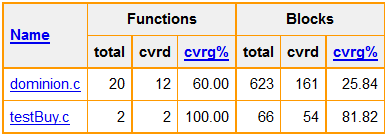 Name Functions Blocks
total cvrd cvrg% total cvrd cvrg%
dominion.c 20 12 60.00 623 161 25.84
testBuy.c 2 2 100.00 66 54 81.82